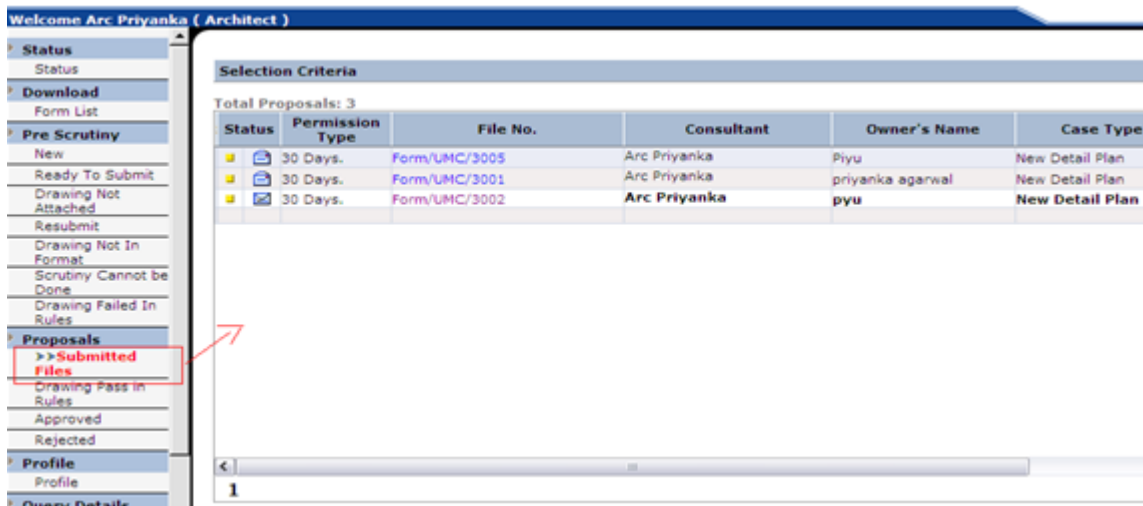 Welcome Arc Priyanka ( Architect )
Status
Status
Download
Form List
Pre Scrutiny
New
Ready To Submit
Drawing Not
Attached
Resubmit
Drawing Not In
Format
Scrutiny Cannot be
Done
Drawing Failed In
Rules
Proposals
>>Submitted
Files
Drawing Pass in
Rules
Approved
Rejected
Profile
Profile
Query Details
Selection Criteria
Total Proposals: 3
Status Permission Type File No. Consultant Owner's Name Case Type
30 Days. Form/UMC/3005 Arc Priyanka Piyu New Detail Plan
30 Days. Form/UMC/3001 Arc Priyanka priyanka agarwal New Detail Plan
30 Days. Form/UMC/3002 Arc Priyanka pyu New Detail Plan
1